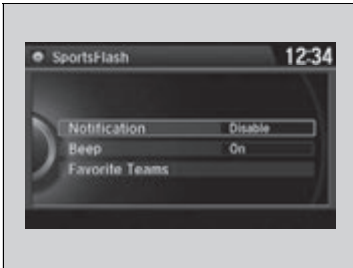 SportsFlash 12:34
Notification Disable
Beep On
Favorite Teams